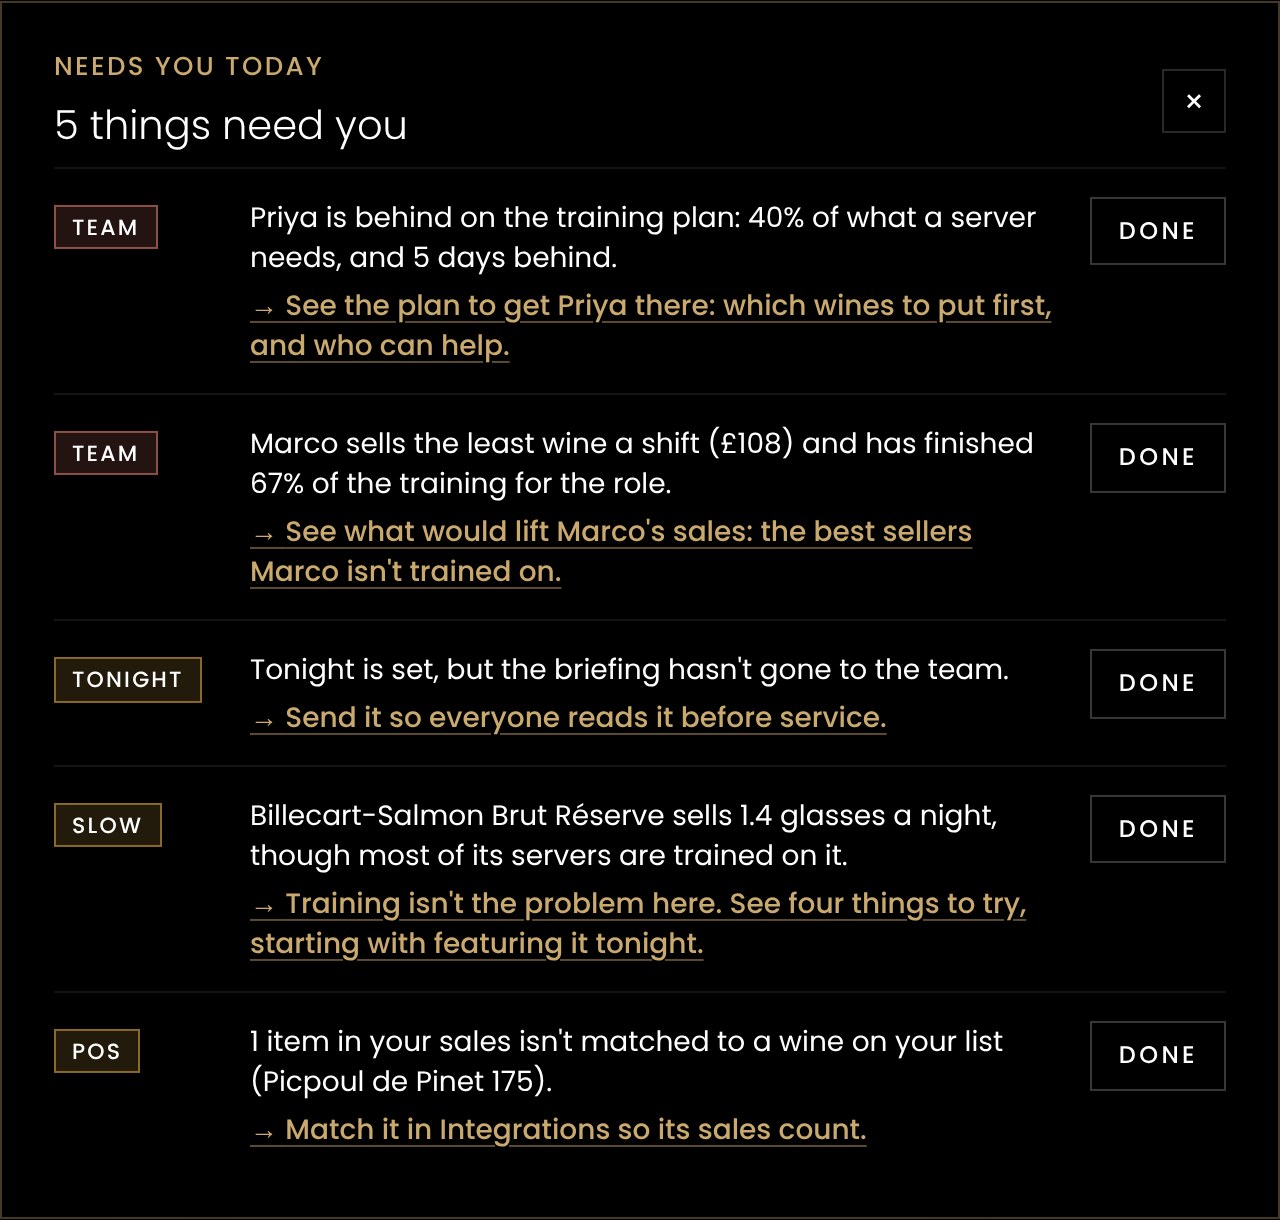 NEEDS YOU TODAY
5 things need you
×
TEAM
Priya is behind on the training plan: 40% of what a server
needs, and 5 days behind.
→ See the plan to get Priya there: which wines to put first,
and who can help.
DONE
TEAM
Marco sells the least wine a shift (£108) and has finished
67% of the training for the role.
→ See what would lift Marco's sales: the best sellers
Marco isn't trained on.
DONE
TONIGHT
Tonight is set, but the briefing hasn't gone to the team.
→ Send it so everyone reads it before service.
DONE
SLOW
Billecart-Salmon Brut Réserve sells 1.4 glasses a night,
though most of its servers are trained on it.
→ Training isn't the problem here. See four things to try,
starting with featuring it tonight.
DONE
POS
1 item in your sales isn't matched to a wine on your list
(Picpoul de Pinet 175).
→ Match it in Integrations so its sales count.
DONE